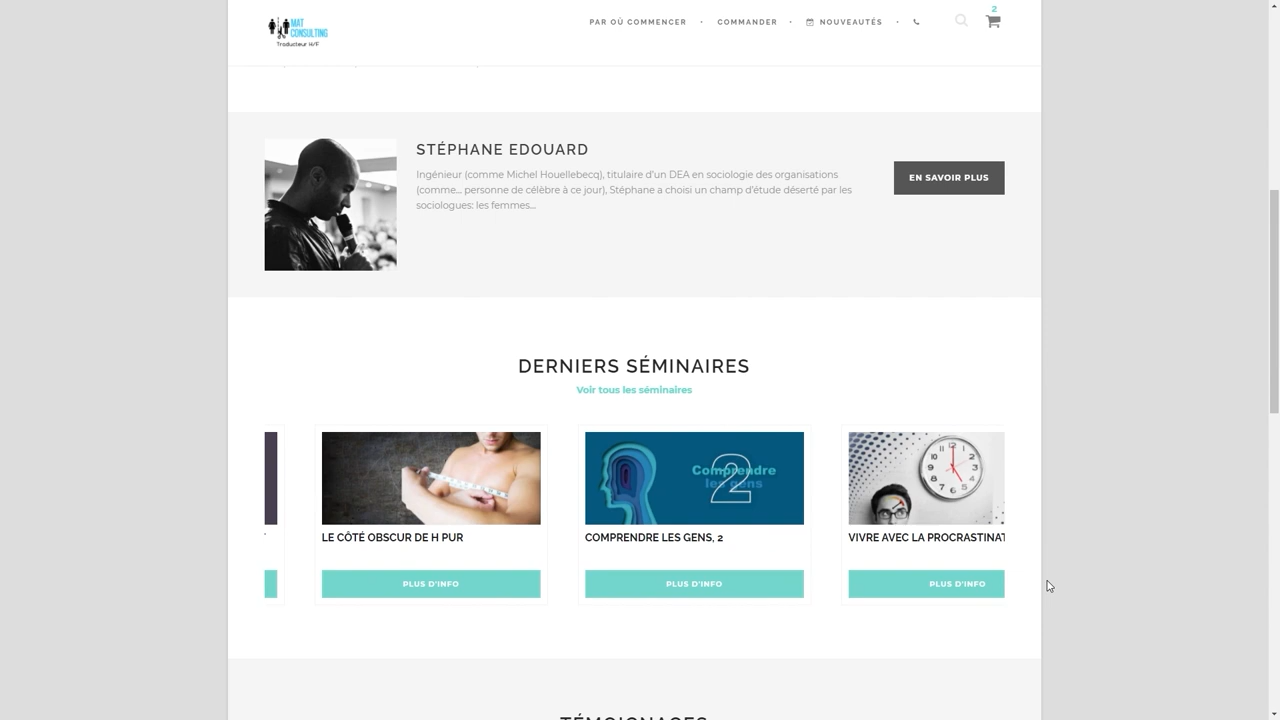 MAT
CONSULTING
Traducteur H/F
PAR OÙ COMMENCER
COMMANDER
NOUVEAUTÉS
2
STÉPHANE EDOUARD
Ingénieur (comme Michel Houellebecq), titulaire d'un DEA en sociologie des organisations
(comme... personne de célèbre à ce jour), Stéphane a choisi un champ d'étude déserté par les
sociologues: les femmes...
EN SAVOIR PLUS
DERNIERS SÉMINAIRES
Voir tous les séminaires
Comprendre
les gens
2
LE CÔTÉ OBSCUR DE H PUR
COMPRENDRE LES GENS, 2
VIVRE AVEC LA PROCRASTINAT
PLUS D'INFO
PLUS D'INFO
PLUS D'INFO
TÉMOIGNAGES